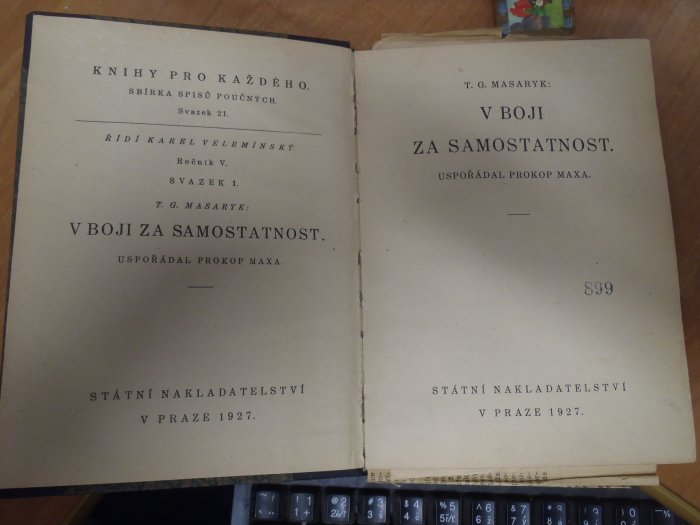 KNIHY PRO KAŽDÉHO.
SBÍRKA SPISŮ POUČNÝCH.
Svazek 21.
ŘÍDÍ KAREL VELEMÍNSKÝ.
Ročník V.
SVAZEK 1.
T. G. MASARYK:
V BOJI ZA SAMOSTATNOST.
USPOŘÁDAL PROKOP MAXA.
STÁTNÍ NAKLADATELSTVÍ
V PRAZE 1927.
T. G. MASARYK:
V BOJI
ZA SAMOSTATNOST.
USPOŘÁDAL PROKOP MAXA.
899
STÁTNÍ NAKLADATELSTVÍ
V PRAZE 1927.